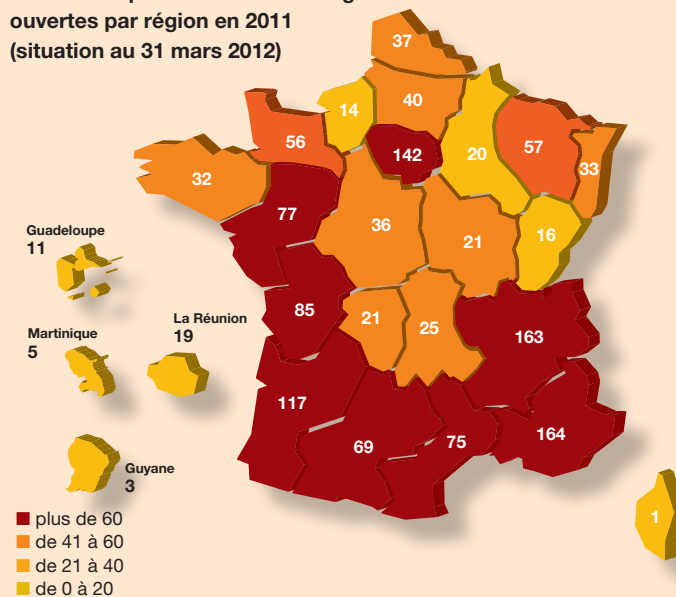 ouvertes par région en 2011
(situation au 31 mars 2012)
37
14
40
56
142
20
57
33
32
77
36
21
16
Guadeloupe
11
85
21
25
163
La Réunion
19
Martinique
5
117
69
75
164
Guyane
3
1
plus de 60
de 41 à 60
de 21 à 40
de 0 à 20